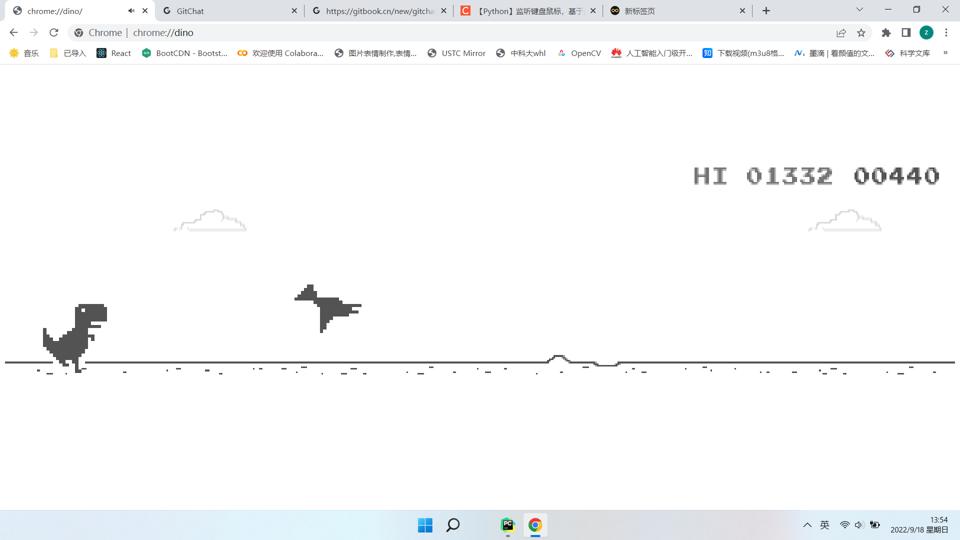 chrome://dino/
GitChat
https://gitbook.cn/new/gitcha
【Python】监听键盘鼠标，基于
新标签页
Chrome | chrome://dino
音乐
已导入
React
BootCDN - Bootst...
欢迎使用 Colabora...
图片表情制作,表情...
USTC Mirror
中科大whl
OpenCV
人工智能入门极开...
下载视频(m3u8格...
墨滴 | 看颜值的文...
科学文库
»
HI 01332 00440
英
13:54
2022/9/18 星期日